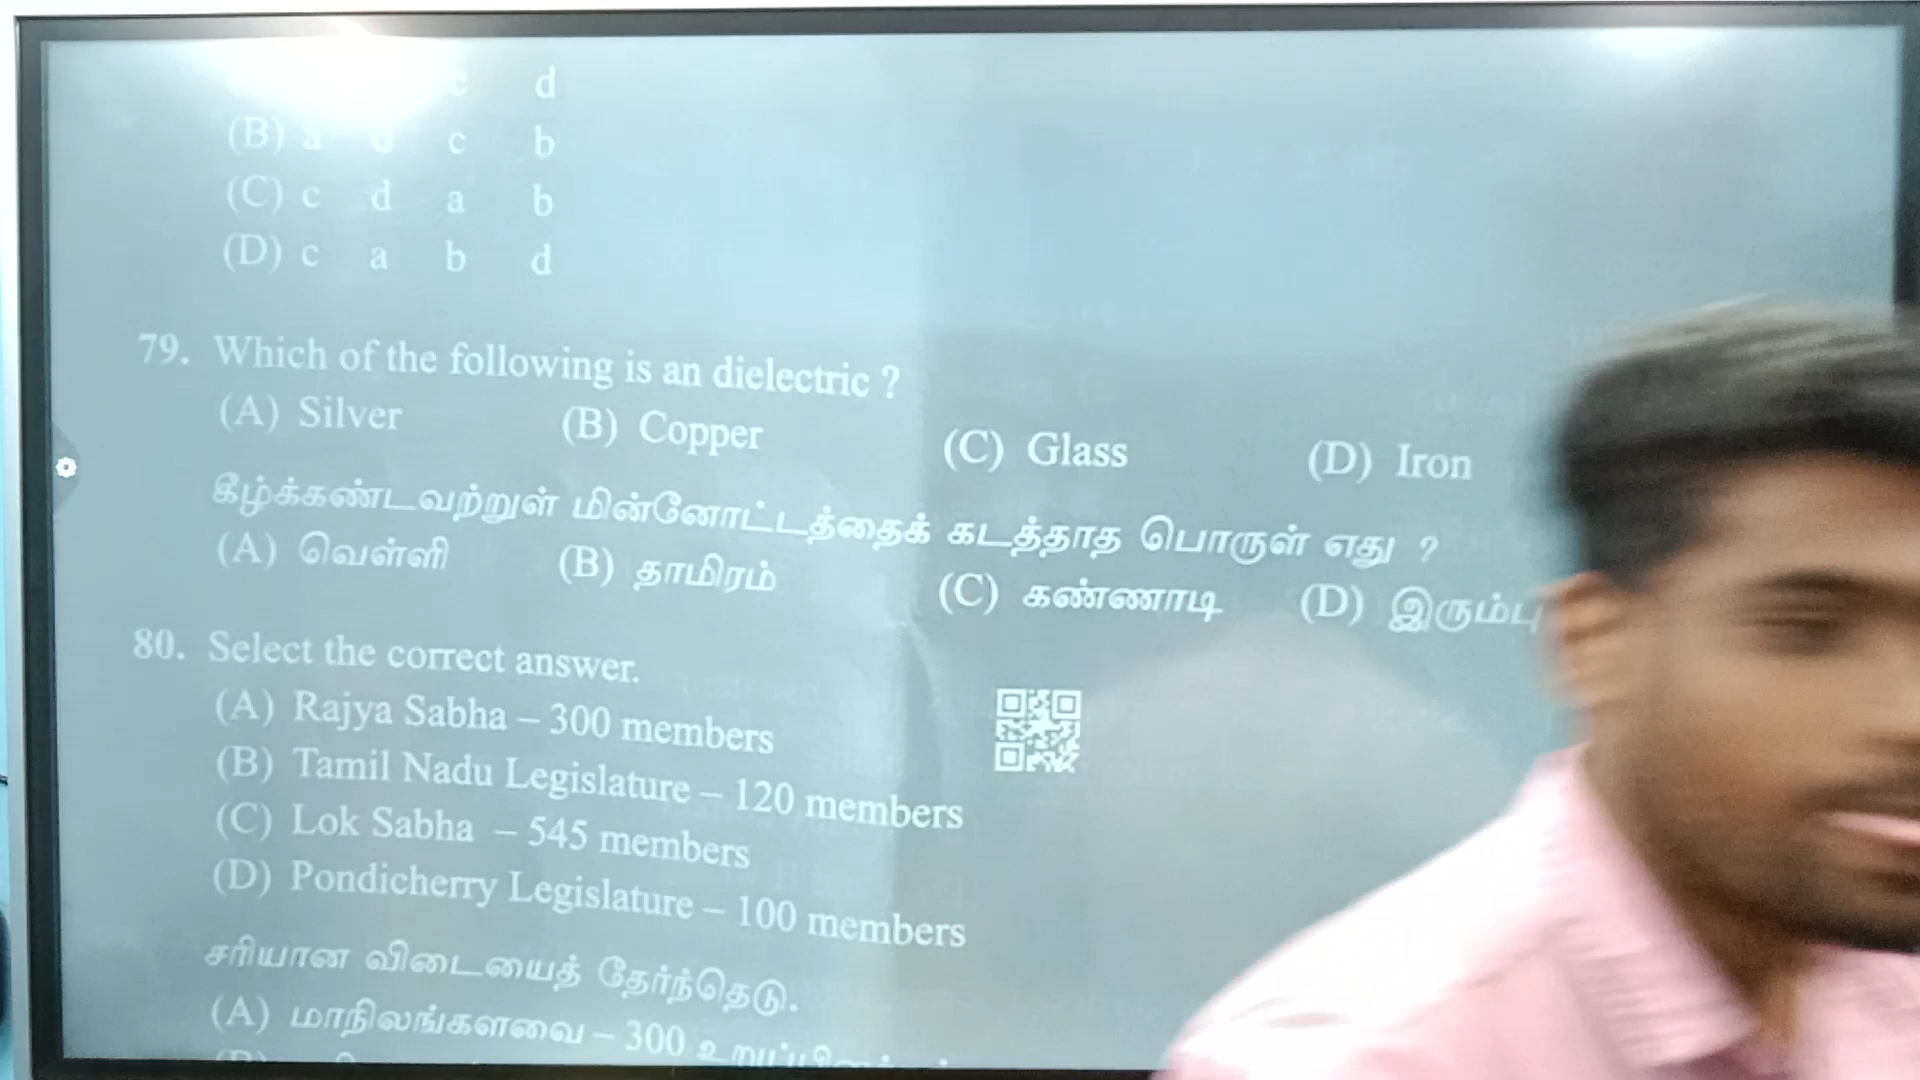 c d
(B) a d c b
(C) c d a b
(D) c a b d
79. Which of the following is an dielectric ?
(A) Silver (B) Copper (C) Glass (D) Iron
கீழ்க்கண்டவற்றுள் மின்னோட்டத்தைக் கடத்தாத பொருள் எது ?
(A) வெள்ளி (B) தாமிரம் (C) கண்ணாடி (D) இரும்பு
80. Select the correct answer.
(A) Rajya Sabha – 300 members
(B) Tamil Nadu Legislature – 120 members
(C) Lok Sabha – 545 members
(D) Pondicherry Legislature – 100 members
சரியான விடையைத் தேர்ந்தெடு.
(A) மாநிலங்களவை – 300